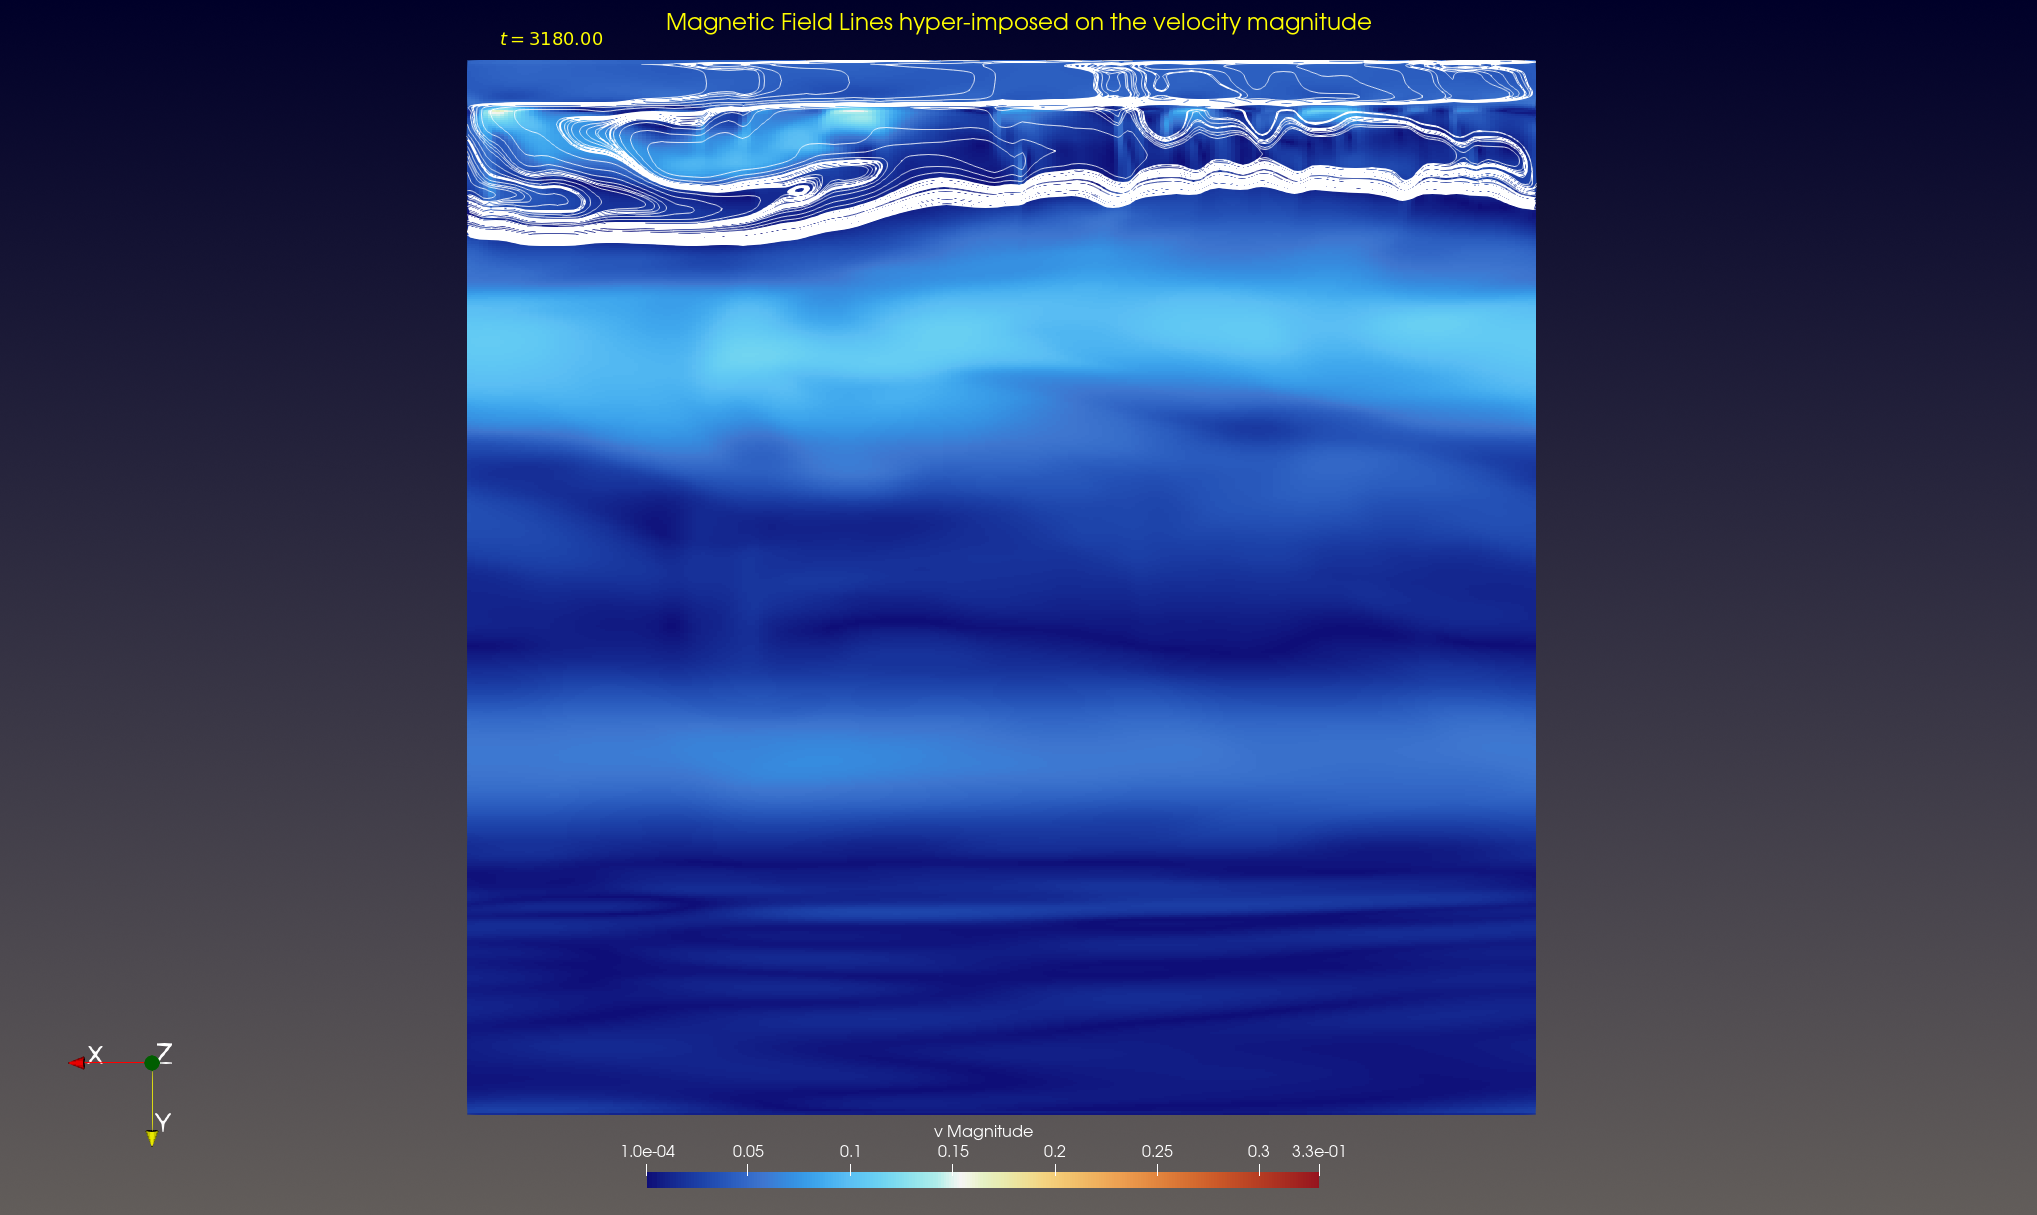 Magnetic Field Lines hyper-imposed on the velocity magnitude
t = 3180.00
X
Z
Y
v Magnitude
1.0e-04 0.05 0.1 0.15 0.2 0.25 0.3 3.3e-01